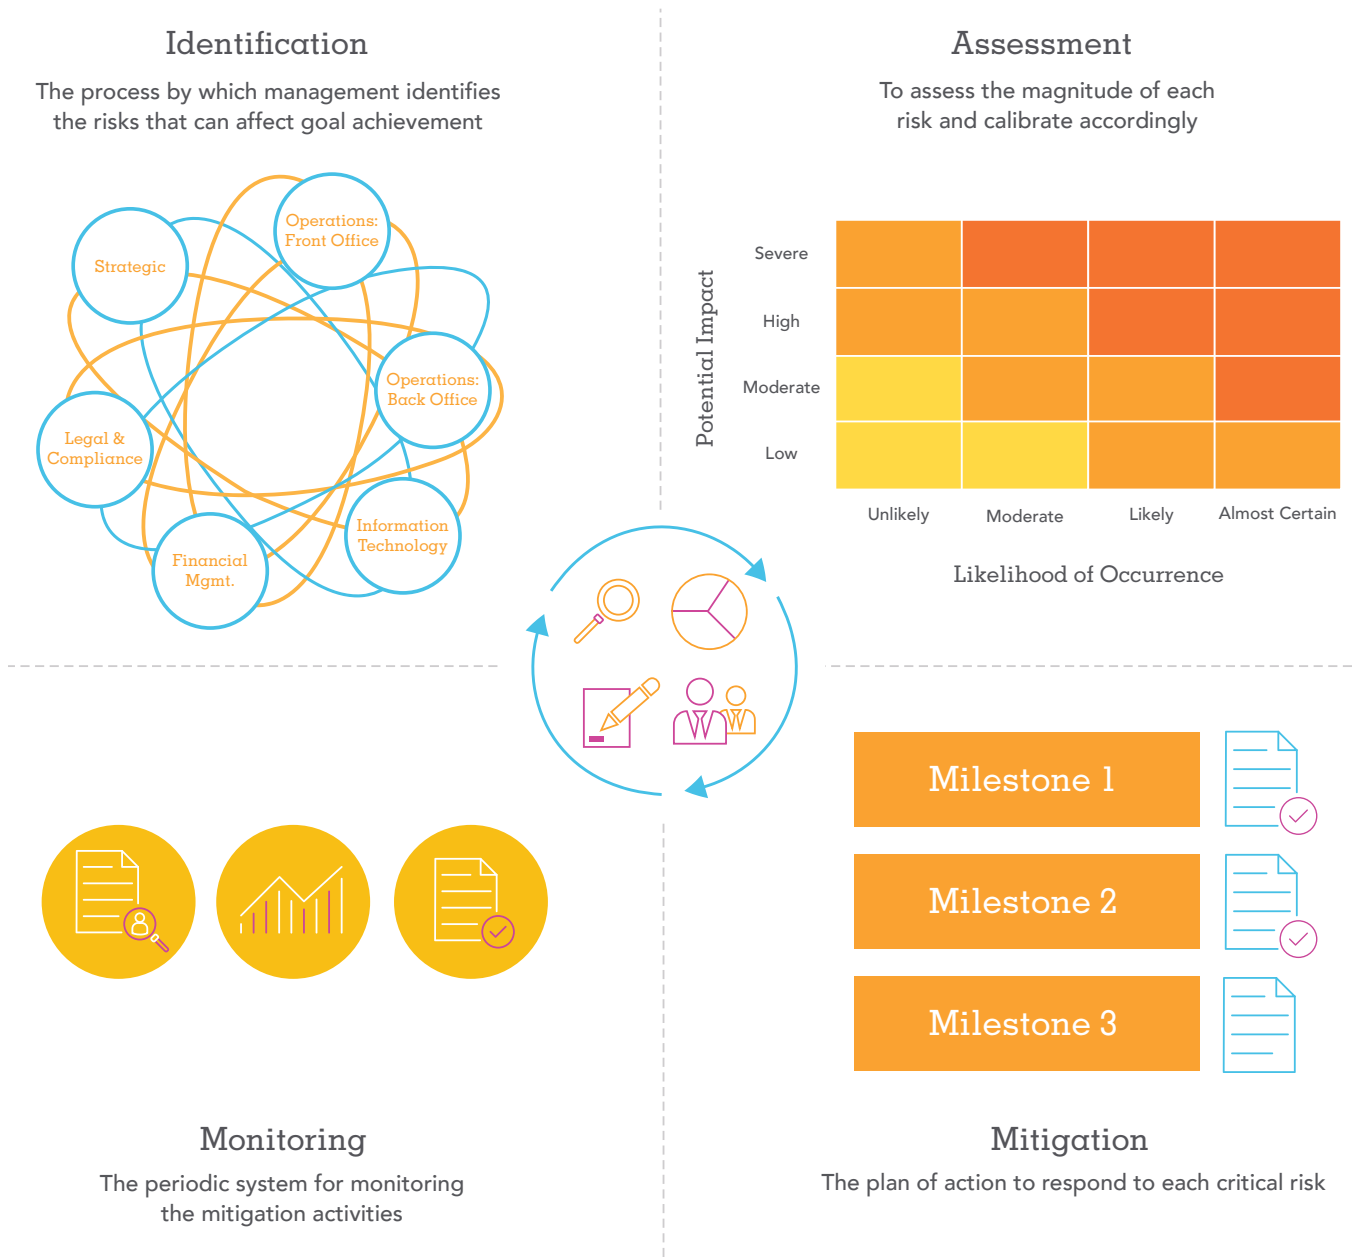 Identification
The process by which management identifies
the risks that can affect goal achievement
Operations:
Front Office
Strategic
Operations:
Back Office
Legal &
Compliance
Information
Technology
Financial
Mgmt.
Assessment
To assess the magnitude of each
risk and calibrate accordingly
Potential Impact
Severe
High
Moderate
Low
Unlikely
Moderate
Likely
Almost Certain
Likelihood of Occurrence
Monitoring
The periodic system for monitoring
the mitigation activities
Milestone 1
Milestone 2
Milestone 3
Mitigation
The plan of action to respond to each critical risk